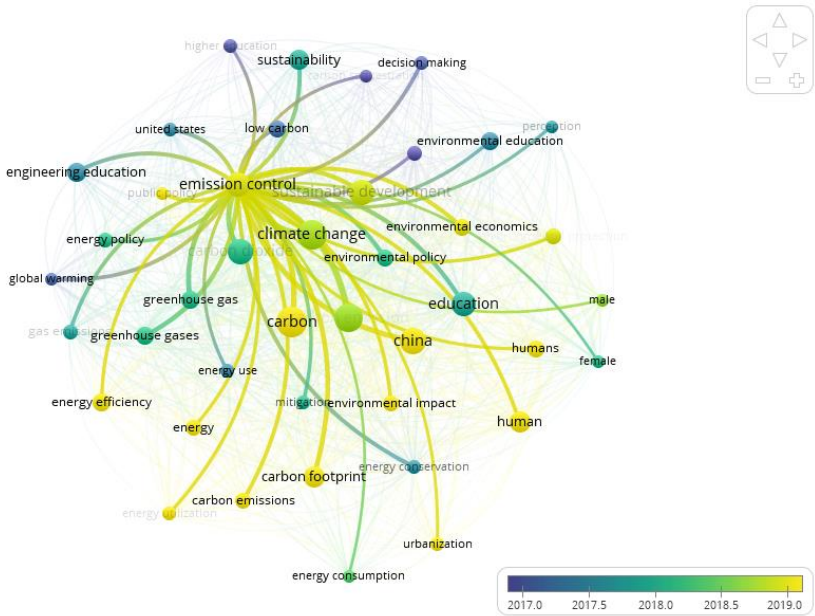 higher education
sustainability
decision making
united states
low carbon
perception
environmental education
engineering education
emission control
public policy
sustainable development
climate change
environmental economics
energy policy
carbon dioxide
environmental policy
global warming
greenhouse gas
education
male
carbon
gas emissions
greenhouse gases
china
humans
female
energy use
energy efficiency
mitigation
environmental impact
energy
human
carbon footprint
energy conservation
carbon emissions
energy utilization
urbanization
energy consumption
2017.0 2017.5 2018.0 2018.5 2019.0